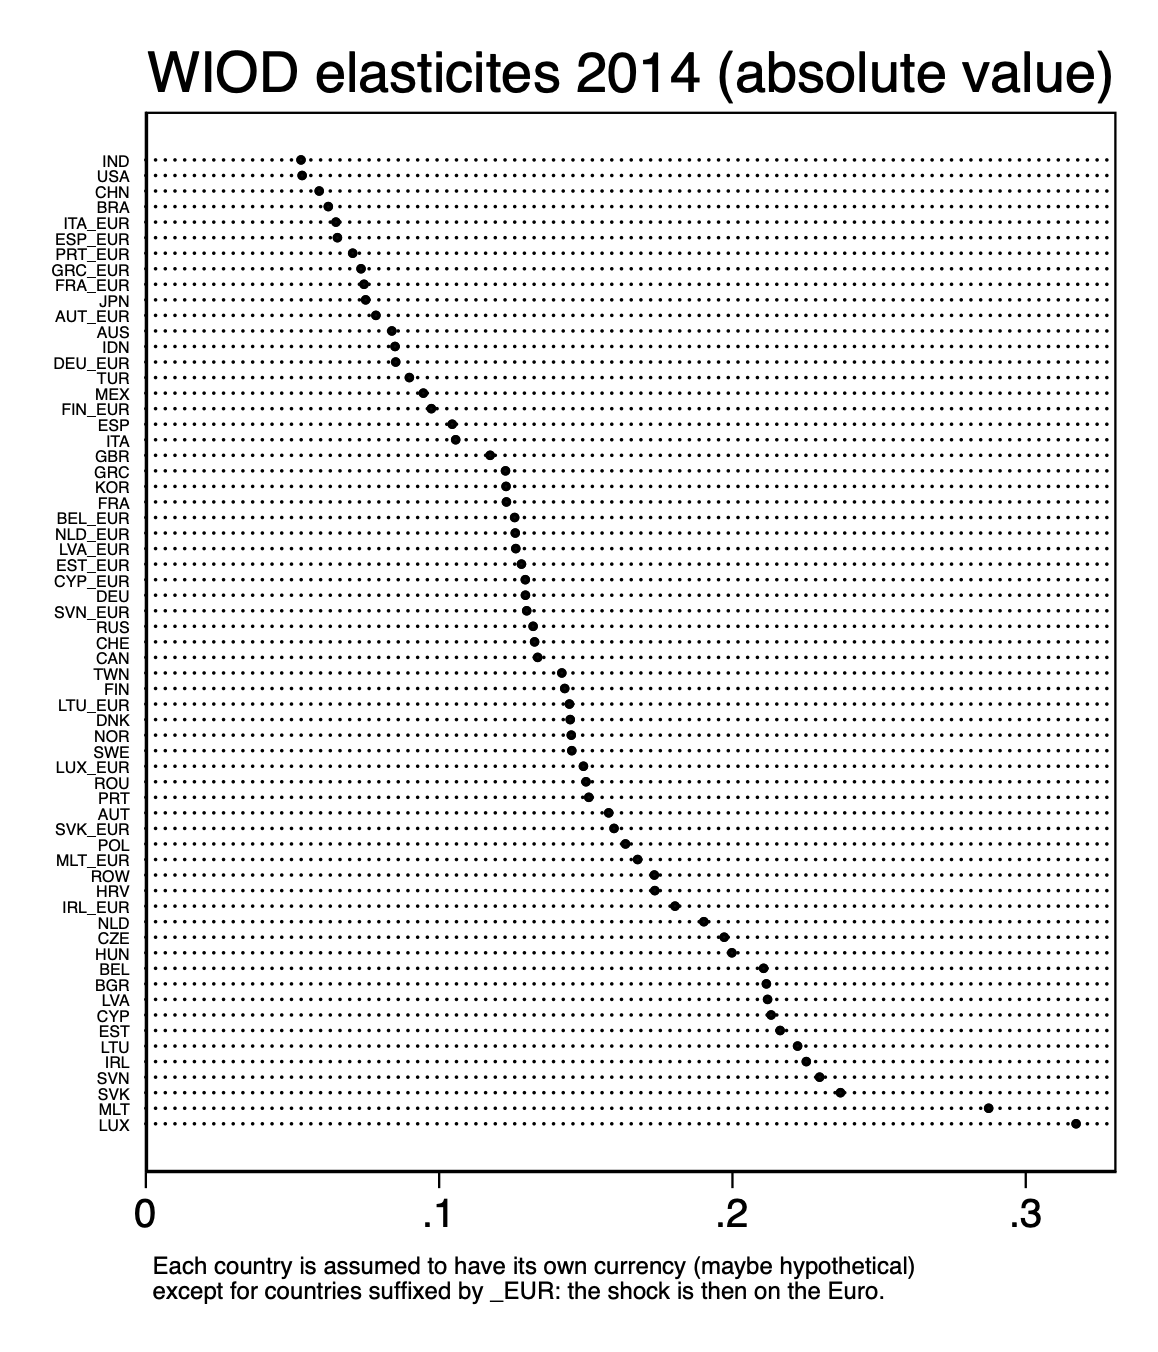 WIOD elasticites 2014 (absolute value)
IND
USA
CHN
BRA
ITA_EUR
ESP_EUR
PRT_EUR
GRC_EUR
FRA_EUR
JPN
AUT_EUR
AUS
IDN
DEU_EUR
TUR
MEX
FIN_EUR
ESP
ITA
GBR
GRC
KOR
FRA
BEL_EUR
NLD_EUR
LVA_EUR
EST_EUR
CYP_EUR
DEU
SVN_EUR
RUS
CHE
CAN
TWN
FIN
LTU_EUR
DNK
NOR
SWE
LUX_EUR
ROU
PRT
AUT
SVK_EUR
POL
MLT_EUR
ROW
HRV
IRL_EUR
NLD
CZE
HUN
BEL
BGR
LVA
CYP
EST
LTU
IRL
SVN
SVK
MLT
LUX
0 .1 .2 .3
Each country is assumed to have its own currency (maybe hypothetical)
except for countries suffixed by _EUR: the shock is then on the Euro.